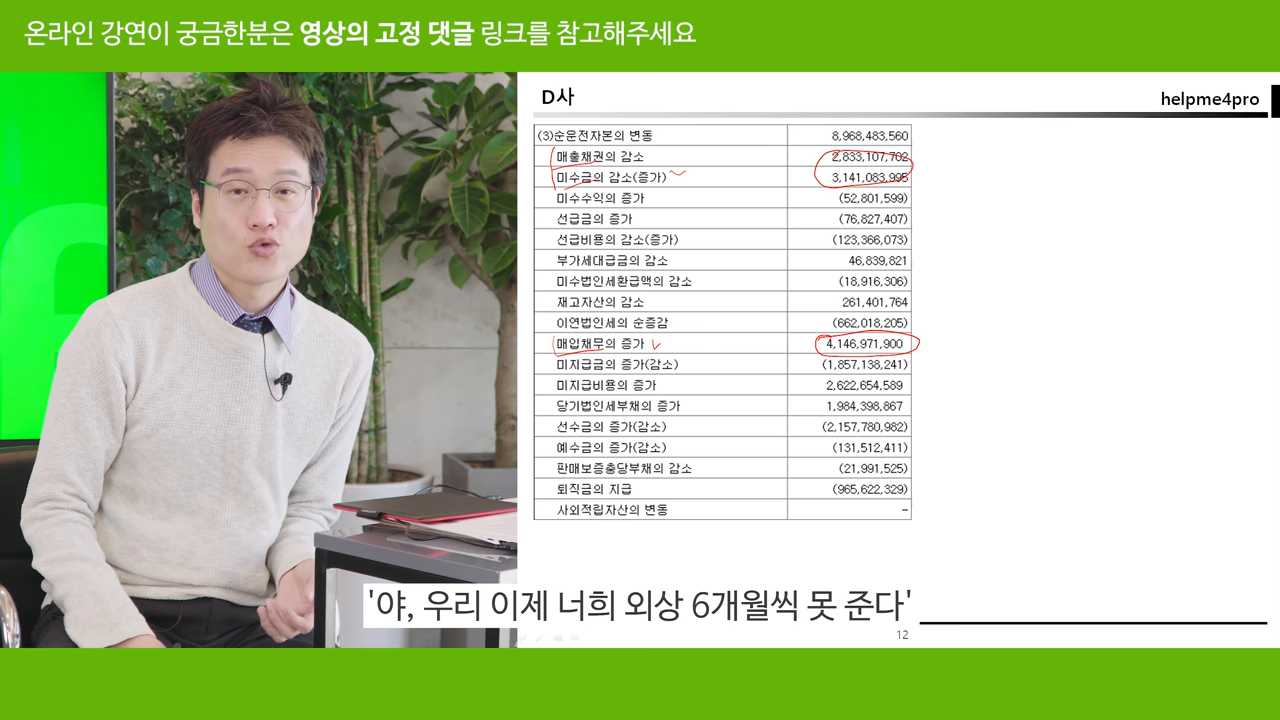 온라인 강연이 궁금한분은 영상의 고정 댓글 링크를 참고해주세요
D사
helpme4pro
(3)순운전자본의 변동 8,968,483,560
매출채권의 감소 2,833,107,702
미수금의 감소(증가) 3,141,083,995
미수수익의 증가 (52,801,599)
선급금의 증가 (76,827,407)
선급비용의 감소(증가) (123,366,073)
부가세대급금의 감소 46,839,821
미수법인세환급액의 감소 (18,916,306)
재고자산의 감소 261,401,764
이연법인세의 순증감 (662,018,205)
매입채무의 증가 4,146,971,900
미지급금의 증가(감소) (1,857,138,241)
미지급비용의 증가 2,622,654,589
당기법인세부채의 증가 1,984,398,867
선수금의 증가(감소) (2,157,780,982)
예수금의 증가(감소) (131,512,411)
판매보증충당부채의 감소 (21,991,525)
퇴직금의 지급 (965,622,329)
사외적립자산의 변동 -
'야, 우리 이제 너희 외상 6개월씩 못 준다'
12